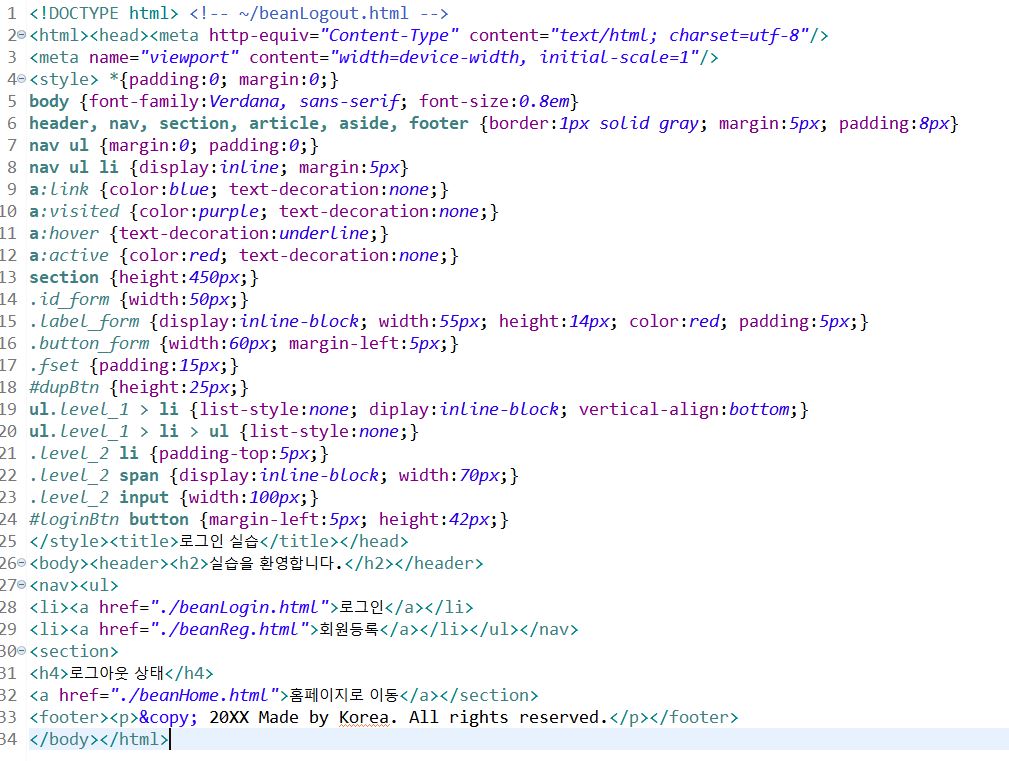 1 <!DOCTYPE html> <!-- ~/beanLogout.html -->
2 <html><head><meta http-equiv="Content-Type" content="text/html; charset=utf-8"/>
3 <meta name="viewport" content="width=device-width, initial-scale=1"/>
4 <style> *{padding:0; margin:0;}
5 body {font-family:Verdana, sans-serif; font-size:0.8em}
6 header, nav, section, article, aside, footer {border:1px solid gray; margin:5px; padding:8px}
7 nav ul {margin:0; padding:0;}
8 nav ul li {display:inline; margin:5px}
9 a:link {color:blue; text-decoration:none;}
10 a:visited {color:purple; text-decoration:none;}
11 a:hover {text-decoration:underline;}
12 a:active {color:red; text-decoration:none;}
13 section {height:450px;}
14 .id_form {width:50px;}
15 .label_form {display:inline-block; width:55px; height:14px; color:red; padding:5px;}
16 .button_form {width:60px; margin-left:5px;}
17 .fset {padding:15px;}
18 #dupBtn {height:25px;}
19 ul.level_1 > li {list-style:none; diplay:inline-block; vertical-align:bottom;}
20 ul.level_1 > li > ul {list-style:none;}
21 .level_2 li {padding-top:5px;}
22 .level_2 span {display:inline-block; width:70px;}
23 .level_2 input {width:100px;}
24 #loginBtn button {margin-left:5px; height:42px;}
25 </style><title>로그인 실습</title></head>
26 <body><header><h2>실습을 환영합니다.</h2></header>
27 <nav><ul>
28 <li><a href="./beanLogin.html">로그인</a></li>
29 <li><a href="./beanReg.html">회원등록</a></li></ul></nav>
30 <section>
31 <h4>로그아웃 상태</h4>
32 <a href="./beanHome.html">홈페이지로 이동</a></section>
33 <footer><p>&copy; 20XX Made by Korea. All rights reserved.</p></footer>
34 </body></html>